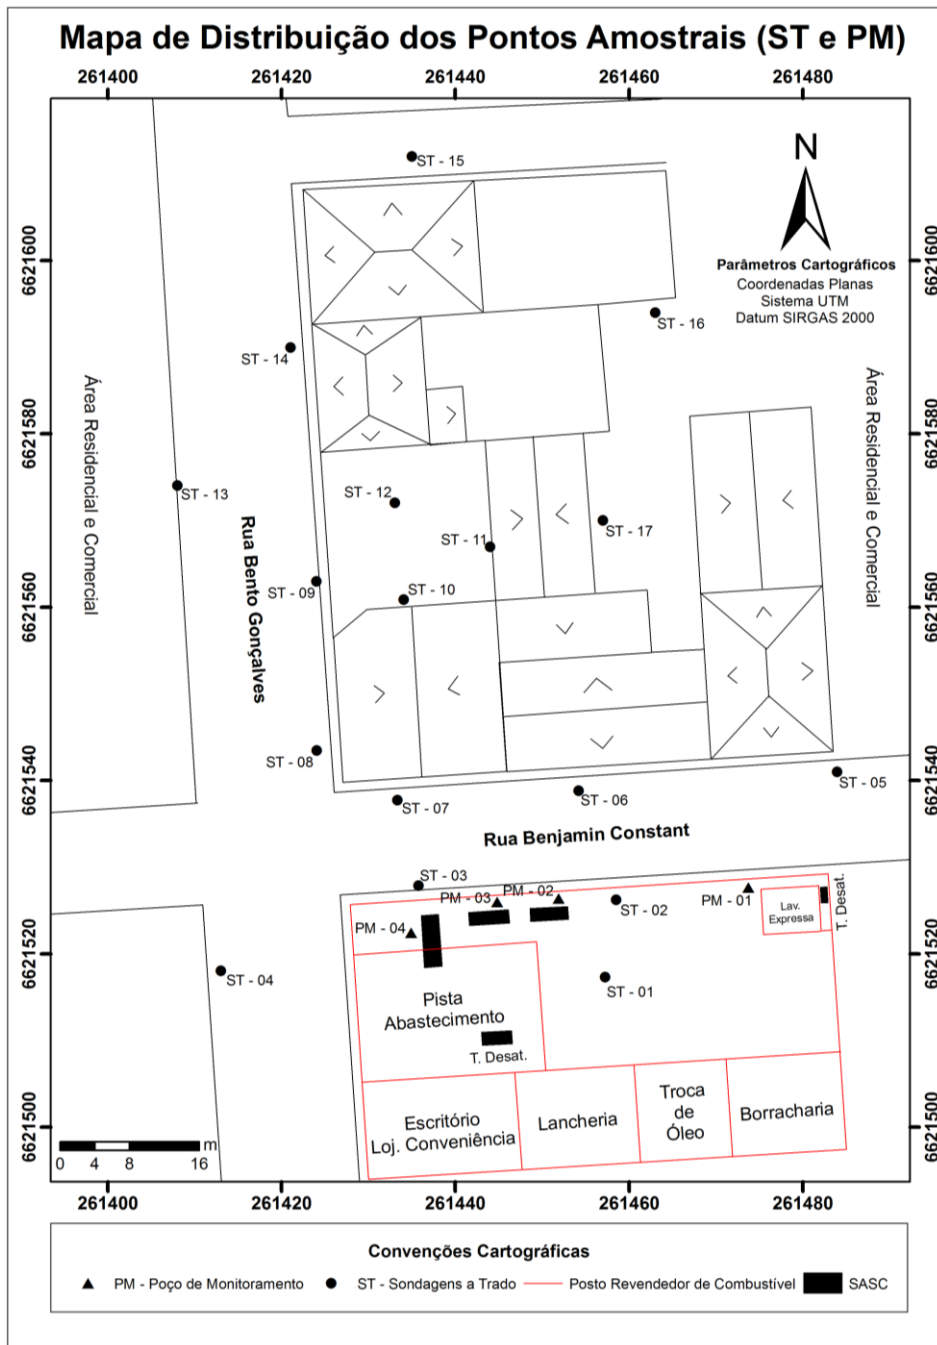 Mapa de Distribuição dos Pontos Amostrais (ST e PM)
261400 261420 261440 261460 261480
ST - 15
N
Parâmetros Cartográficos
Coordenadas Planas
Sistema UTM
Datum SIRGAS 2000
6621600
6621600
ST - 16
ST - 14
Área Residencial e Comercial
Área Residencial e Comercial
6621580
6621580
ST - 13
ST - 12
ST - 11
ST - 17
Rua Bento Gonçalves
ST - 09
ST - 10
6621560
6621560
ST - 08
6621540
6621540
ST - 07
ST - 06
ST - 05
Rua Benjamin Constant
ST - 03
PM - 03
PM - 02
ST - 02
PM - 01
Lav.
Expressa
T. Desat.
PM - 04
6621520
6621520
ST - 04
ST - 01
Pista
Abastecimento
T. Desat.
Escritório
Loj. Conveniência
Lancheria
Troca
de
Óleo
Borracharia
6621500
6621500
m
0 4 8 16
261400 261420 261440 261460 261480
Convenções Cartográficas
PM - Poço de Monitoramento
ST - Sondagens a Trado
Posto Revendedor de Combustível
SASC